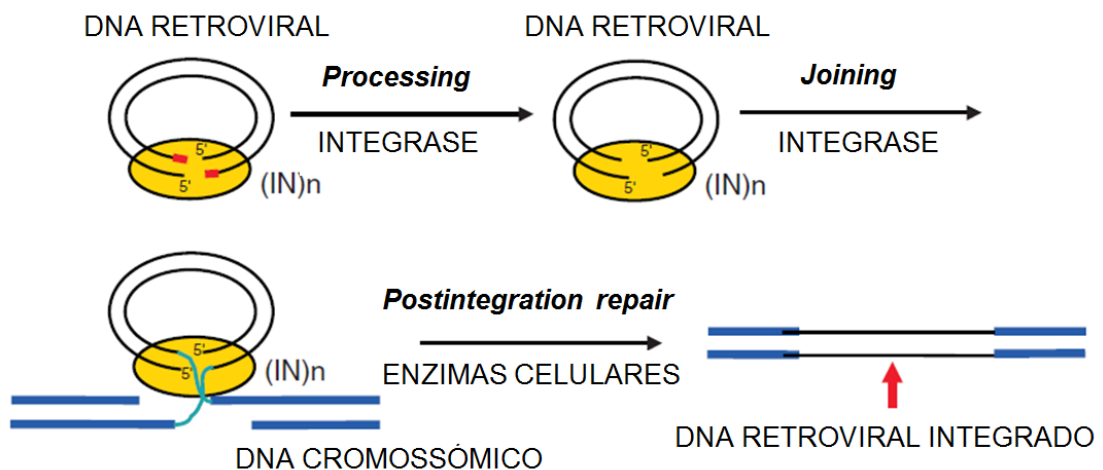 DNA RETROVIRAL
DNA RETROVIRAL
Processing
Joining
INTEGRASE
INTEGRASE
5'
5'
(IN)n
5'
5'
(IN)n
Postintegration repair
5'
5'
(IN)n
ENZIMAS CELULARES
DNA CROMOSSÓMICO
DNA RETROVIRAL INTEGRADO